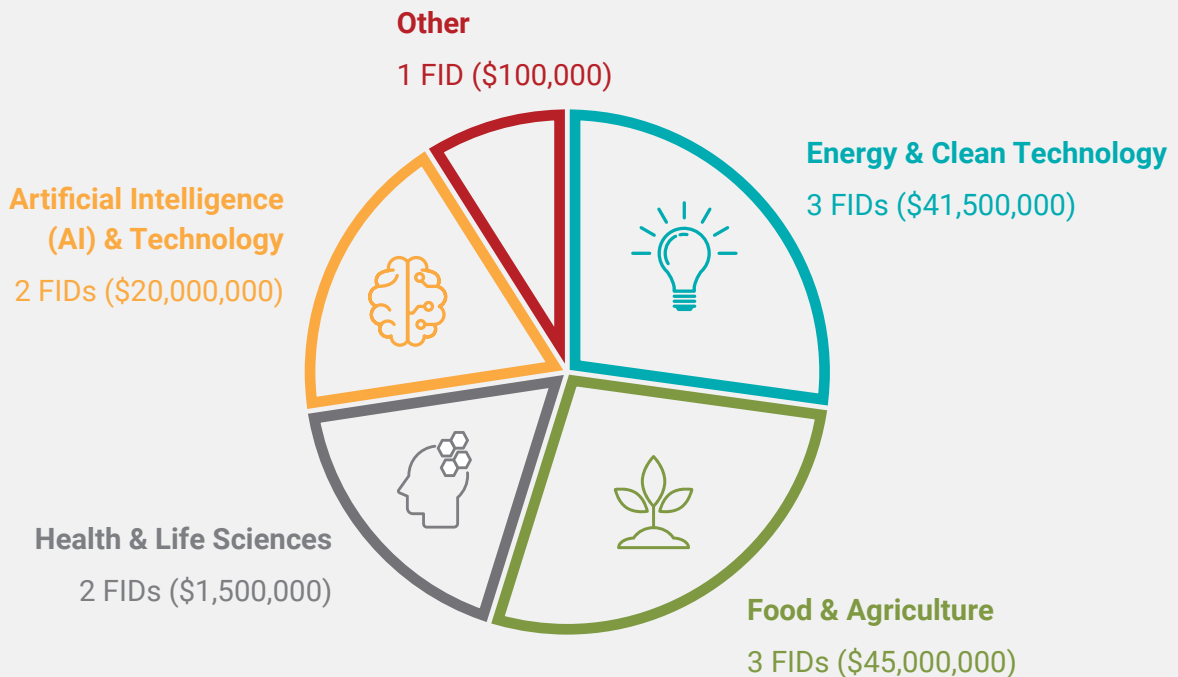 Other
1 FID ($100,000)
Energy & Clean Technology
3 FIDs ($41,500,000)
Artificial Intelligence
(AI) & Technology
2 FIDs ($20,000,000)
Health & Life Sciences
2 FIDs ($1,500,000)
Food & Agriculture
3 FIDs ($45,000,000)